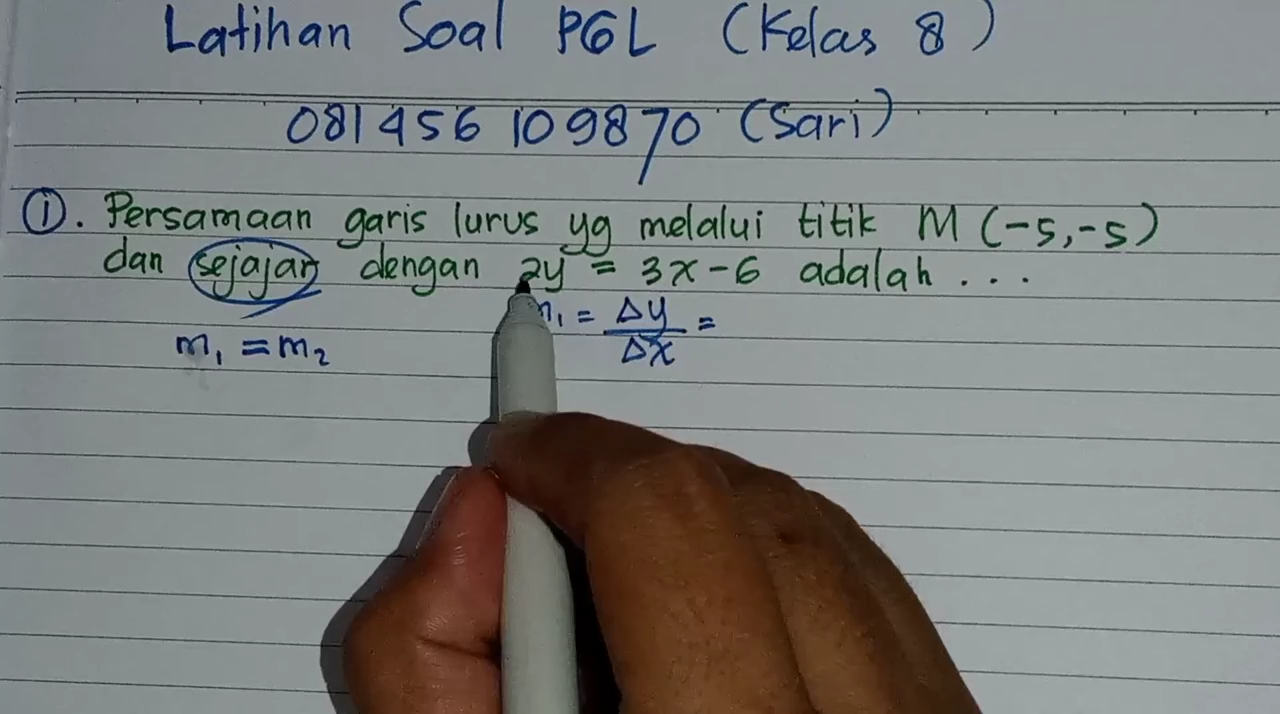 Latihan Soal PGL (Kelas 8)
081456109870 (Sari)
①. Persamaan garis lurus yg melalui titik M (-5,-5)
dan sejajar dengan 2y = 3x - 6 adalah ...
m₁ = Δy/Δx =
m₁ = m₂